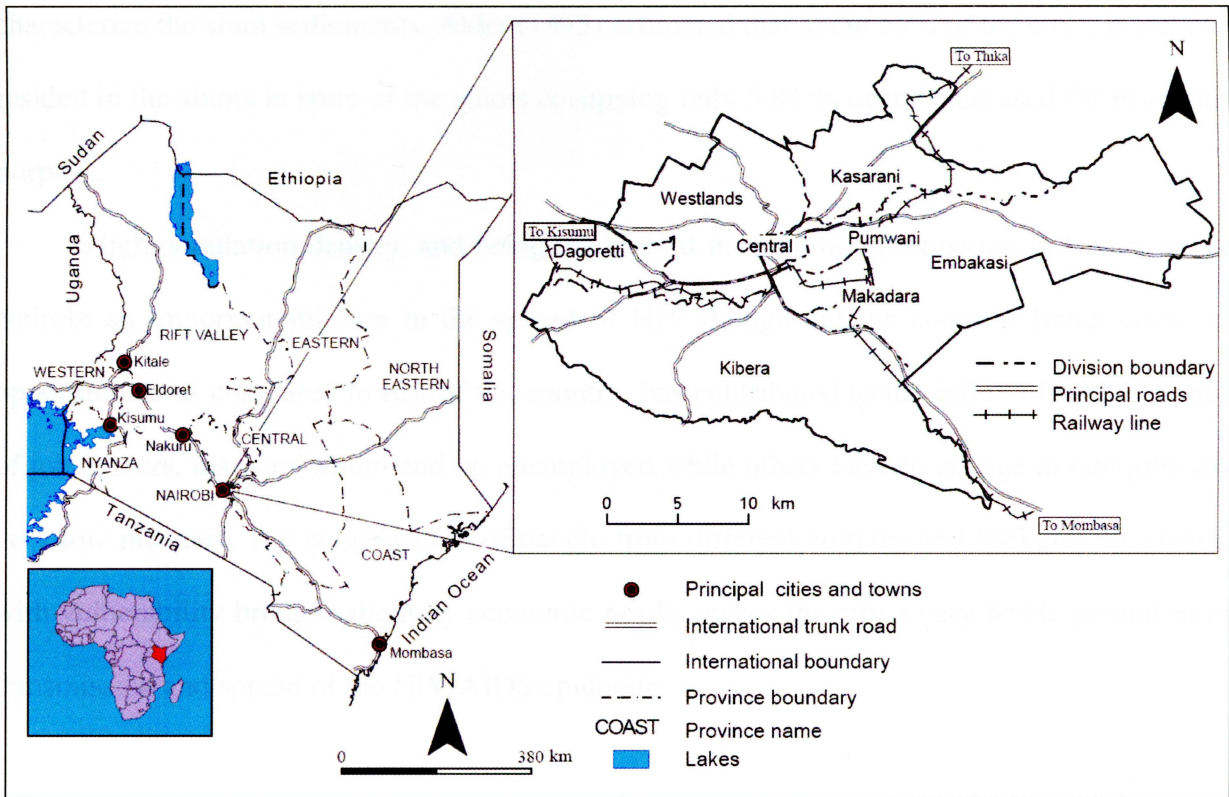 Sudan
Ethiopia
Uganda
Somalia
RIFT VALLEY
EASTERN
NORTH
EASTERN
WESTERN
Kitale
Eldoret
Kisumu
Nakuru
CENTRAL
NYANZA
NAIROBI
Tanzania
COAST
Indian Ocean
Mombasa
N
0 380 km
N
To Thika
Kasarani
Westlands
To Kisumu
Dagoretti
Central
Pumwani
Embakasi
Makadara
Kibera
Division boundary
Principal roads
Railway line
0 5 10 km
To Mombasa
Principal cities and towns
International trunk road
International boundary
Province boundary
COAST Province name
Lakes